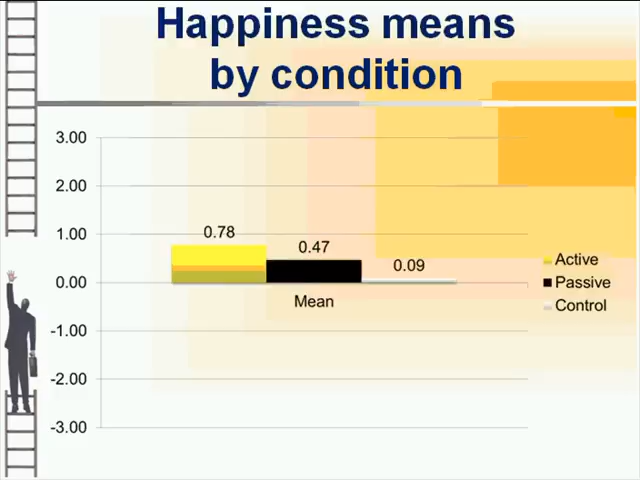 Happiness means
by condition
3.00
2.00
1.00
0.00
-1.00
-2.00
-3.00
0.78
0.47
0.09
Mean
Active
Passive
Control